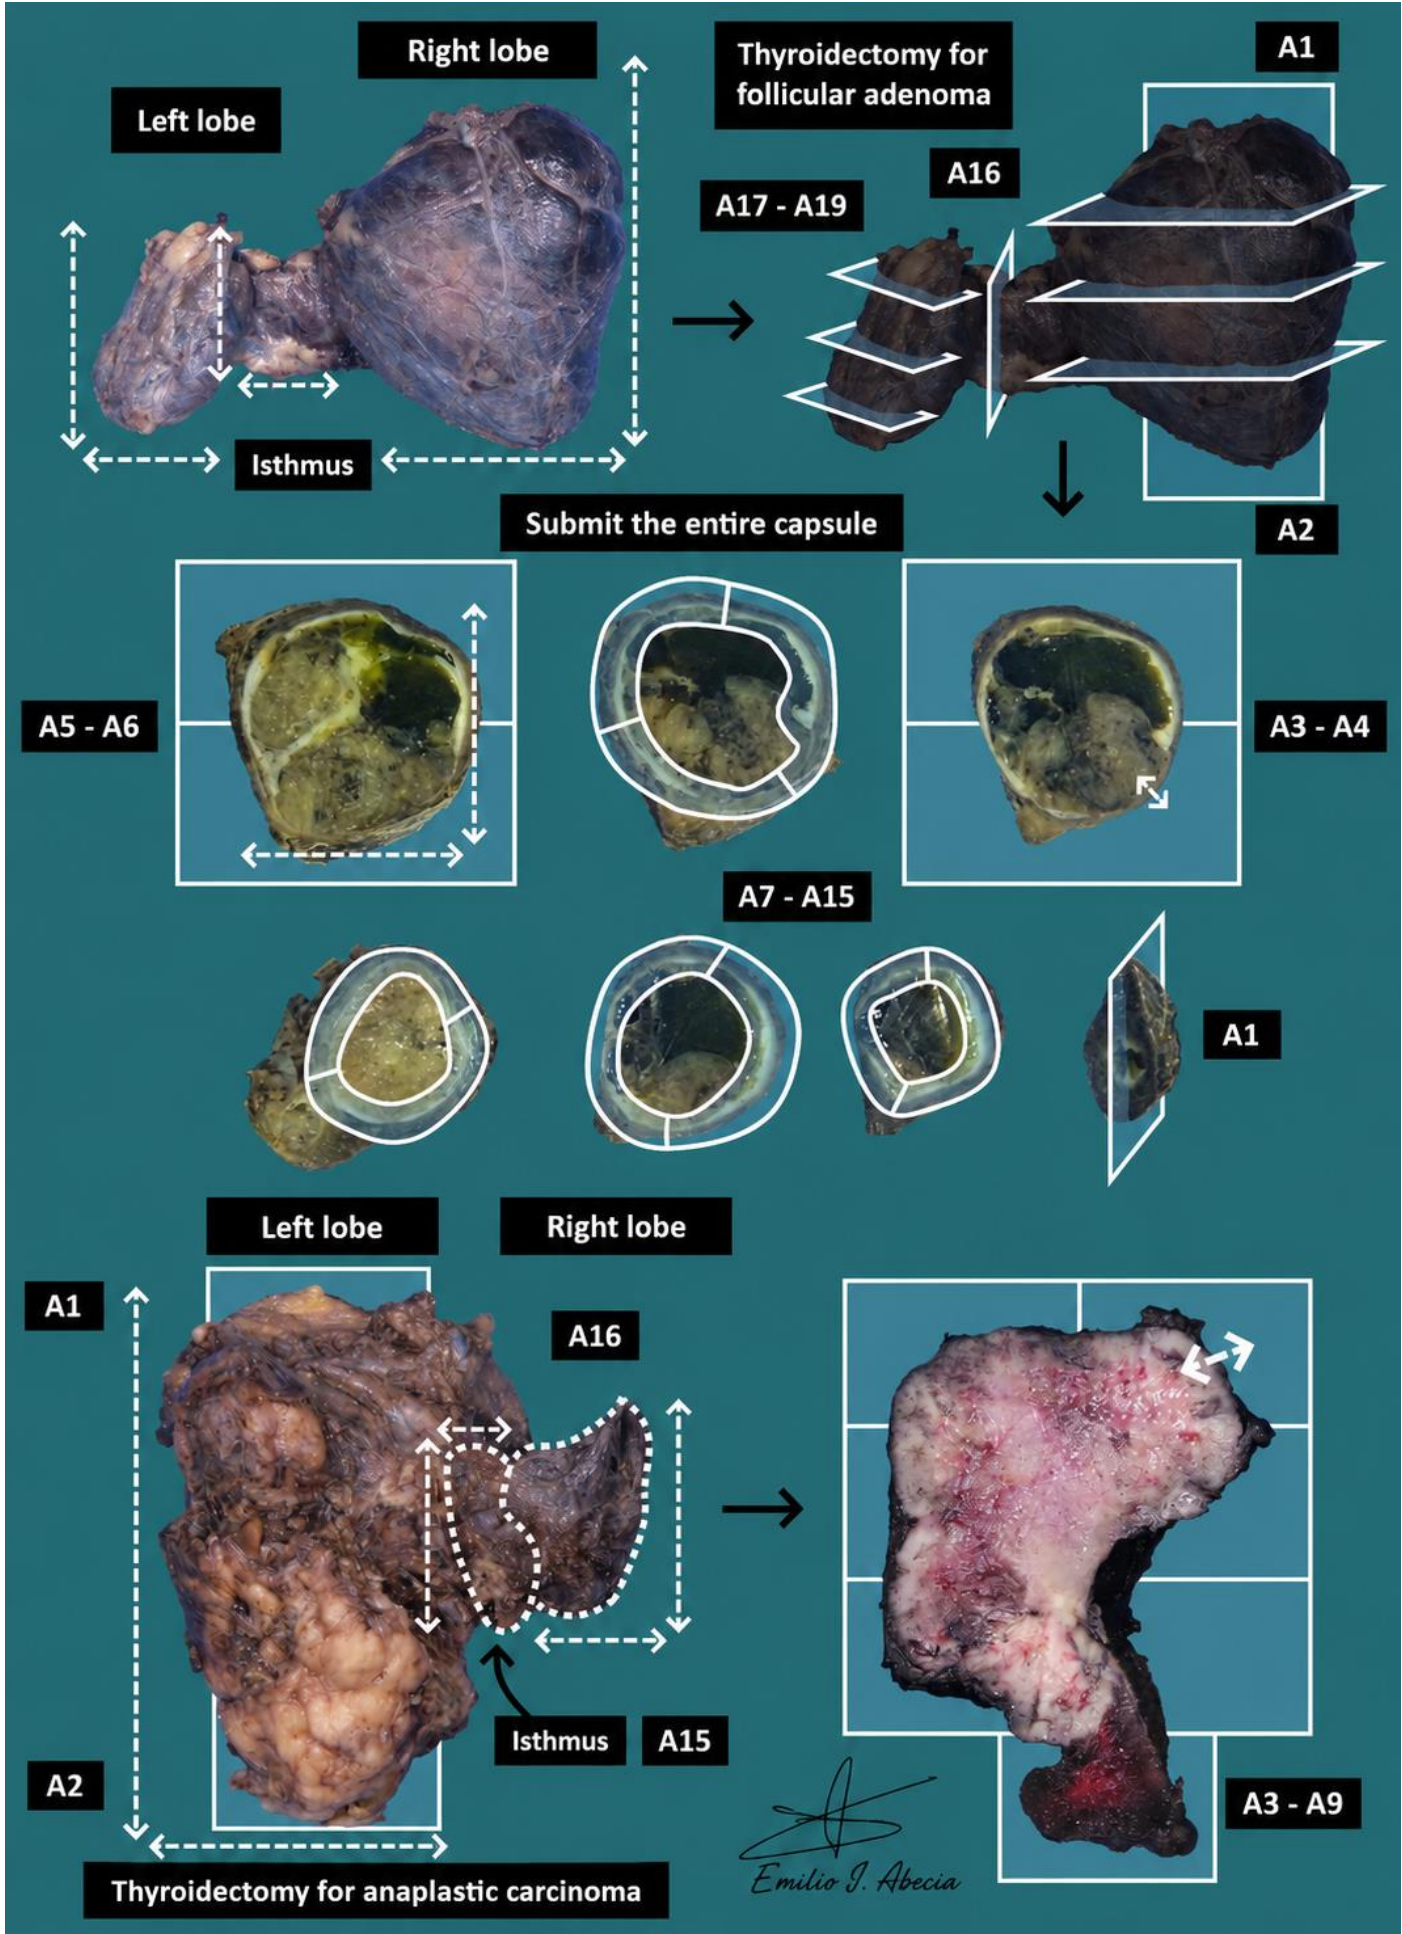 Right lobe
Left lobe
Thyroidectomy for
follicular adenoma
A1
A16
A17 - A19
Isthmus
A2
Submit the entire capsule
A5 - A6
A3 - A4
A7 - A15
A1
Left lobe
Right lobe
A1
A16
Isthmus
A15
A2
A3 - A9
Thyroidectomy for anaplastic carcinoma
Emilio J. Abecia